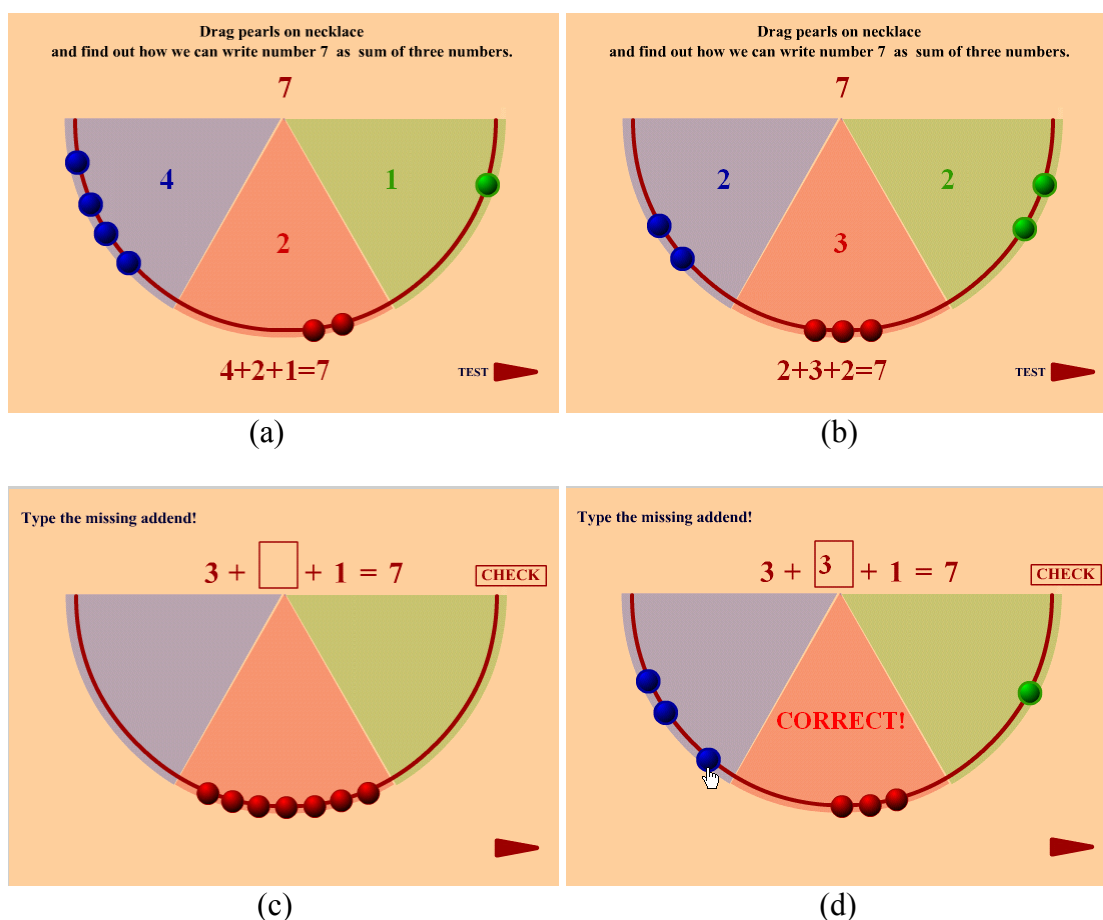 Drag pearls on necklace
and find out how we can write number 7 as sum of three numbers.
7
4
1
2
4+2+1=7
TEST
(a)
Drag pearls on necklace
and find out how we can write number 7 as sum of three numbers.
7
2
2
3
2+3+2=7
TEST
(b)
Type the missing addend!
3 + + 1 = 7
CHECK
(c)
Type the missing addend!
3 + 3 + 1 = 7
CHECK
CORRECT!
(d)